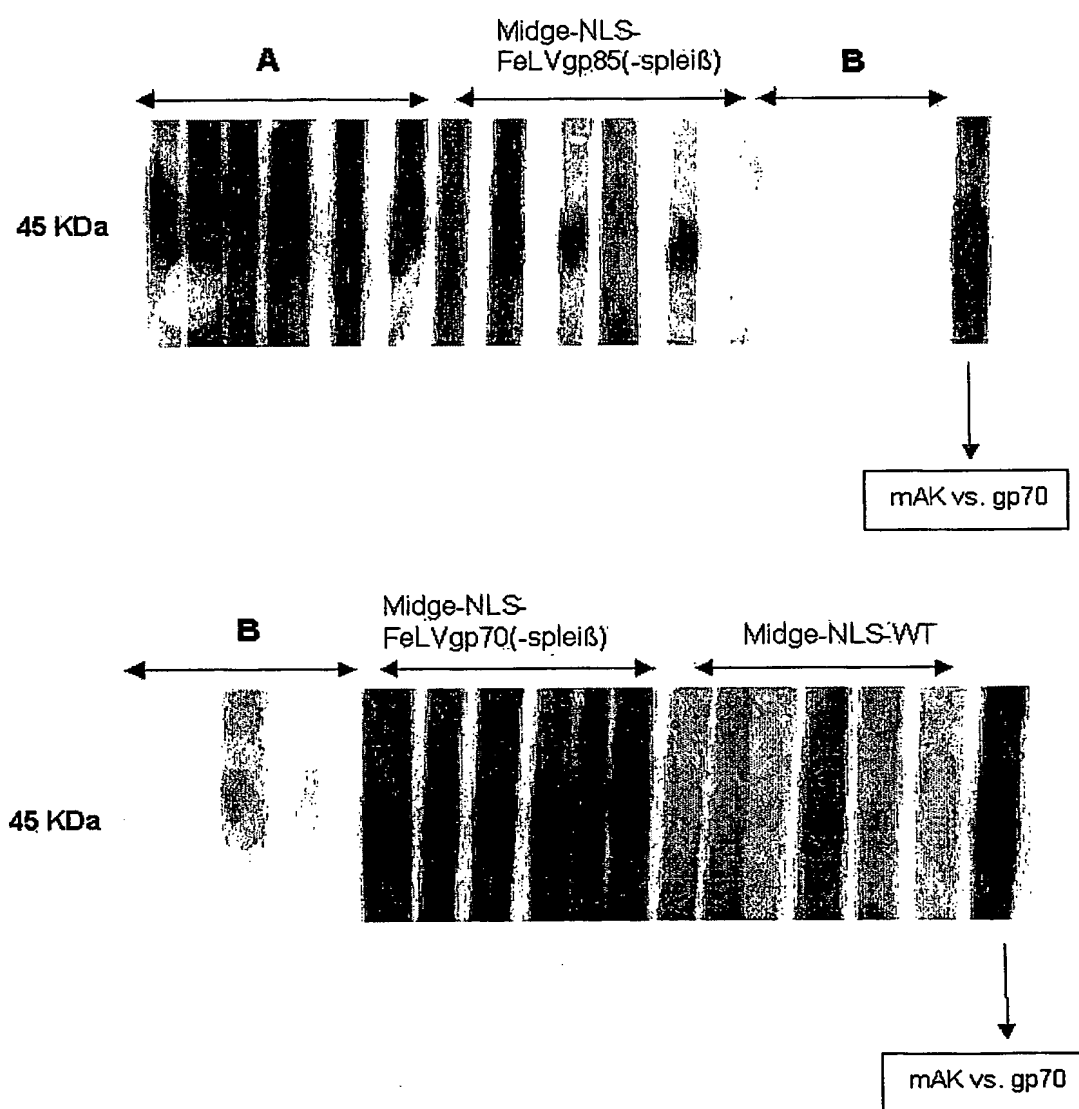 Midge-NLS-
A
FeLVgp85(-spleiß)
B
45 KDa
mAK vs. gp70
Midge-NLS-
B
FeLVgp70(-spleiß)
Midge-NLS-WT
45 KDa
mAK vs. gp70